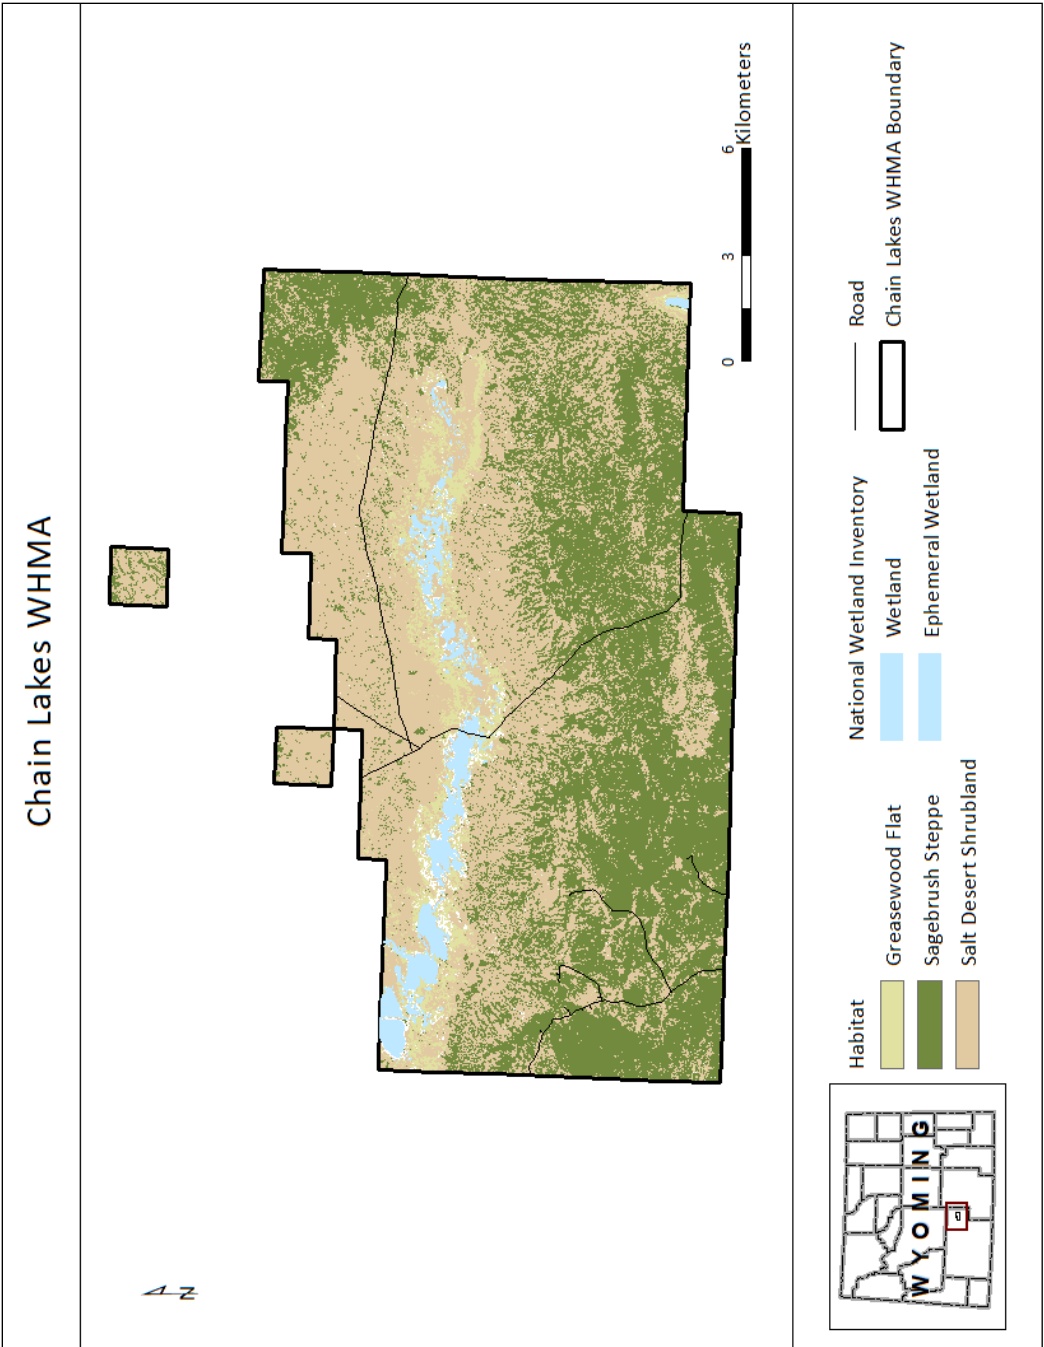 Chain Lakes WHMA
N
0 3 6
Kilometers
WYOMING
Habitat
Greasewood Flat
Sagebrush Steppe
Salt Desert Shrubland
National Wetland Inventory
Wetland
Ephemeral Wetland
Road
Chain Lakes WHMA Boundary